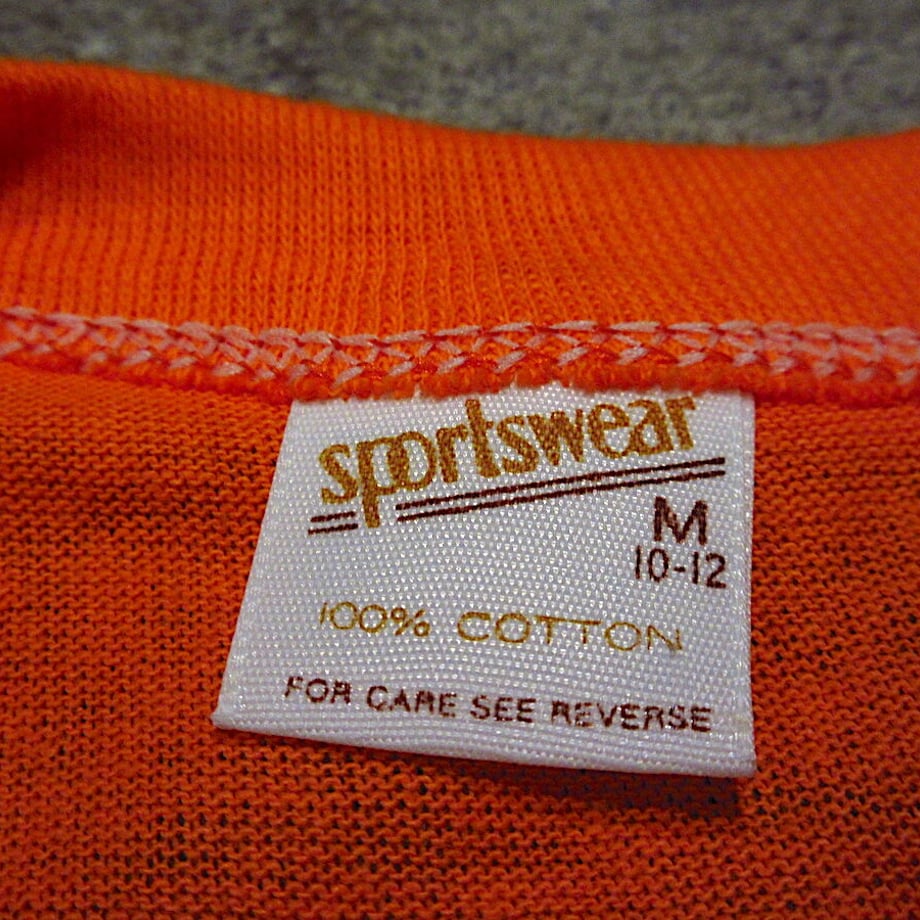 sportswear
M
10-12
100% COTTON
FOR CARE SEE REVERSE